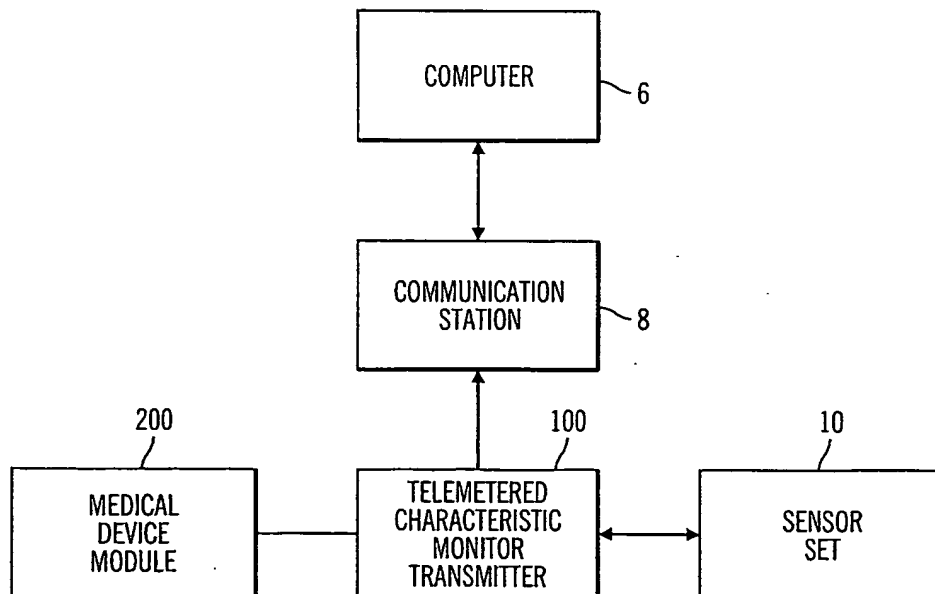 COMPUTER
6
COMMUNICATION
STATION
8
200
100
10
MEDICAL
DEVICE
MODULE
TELEMETERED
CHARACTERISTIC
MONITOR
TRANSMITTER
SENSOR
SET